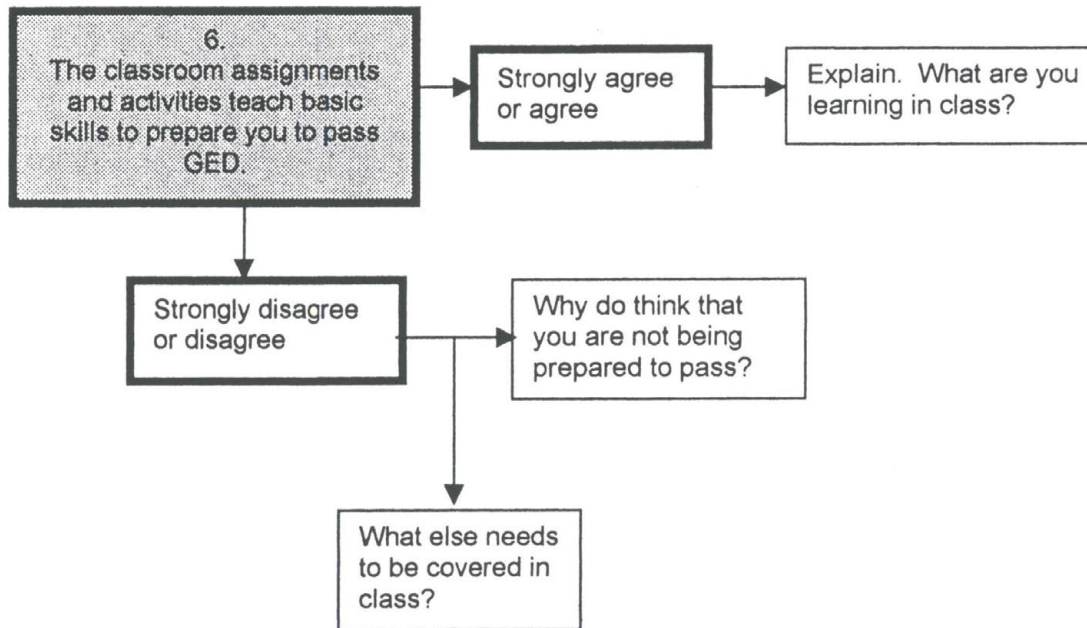 6.
The classroom assignments
and activities teach basic
skills to prepare you to pass
GED.
Strongly agree
or agree
Explain. What are you
learning in class?
Strongly disagree
or disagree
Why do think that
you are not being
prepared to pass?
What else needs
to be covered in
class?